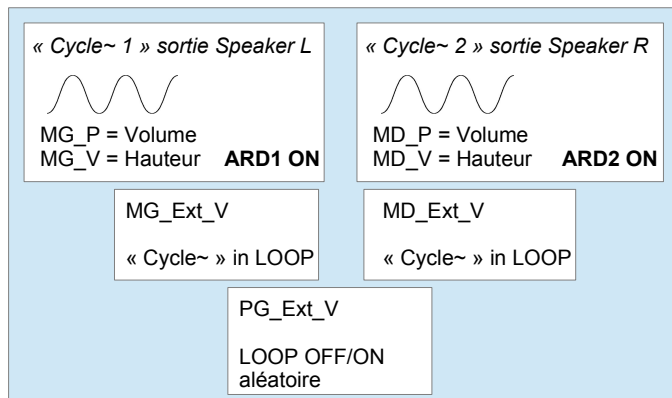 « Cycle~ 1 » sortie Speaker L
MG_P = Volume
MG_V = Hauteur ARD1 ON
« Cycle~ 2 » sortie Speaker R
MD_P = Volume
MD_V = Hauteur ARD2 ON
MG_Ext_V
« Cycle~ » in LOOP
MD_Ext_V
« Cycle~ » in LOOP
PG_Ext_V
LOOP OFF/ON
aléatoire